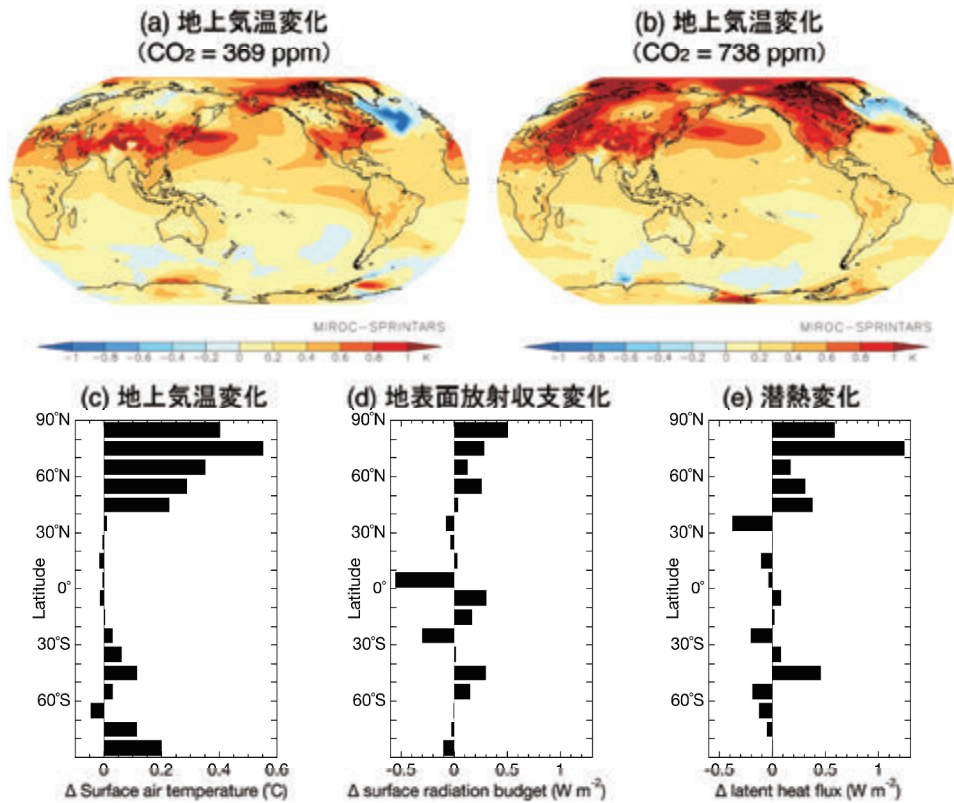 (a) 地上気温変化
（CO₂ = 369 ppm）
(b) 地上気温変化
（CO₂ = 738 ppm）
MIROC-SPRINTARS
-1 -0.8 -0.6 -0.4 -0.2 0 0.2 0.4 0.6 0.8 1 K
MIROC-SPRINTARS
-1 -0.8 -0.6 -0.4 -0.2 0 0.2 0.4 0.6 0.8 1 K
(c) 地上気温変化
90°N
60°N
30°N
0°
30°S
60°S
Latitude
0 0.2 0.4 0.6
Δ Surface air temperature (℃)
(d) 地表面放射収支変化
90°N
60°N
30°N
0°
30°S
60°S
Latitude
-0.5 0 0.5 1
Δ surface radiation budget (W m⁻²)
(e) 潜熱変化
90°N
60°N
30°N
0°
30°S
60°S
Latitude
-0.5 0 0.5 1
Δ latent heat flux (W m⁻²)